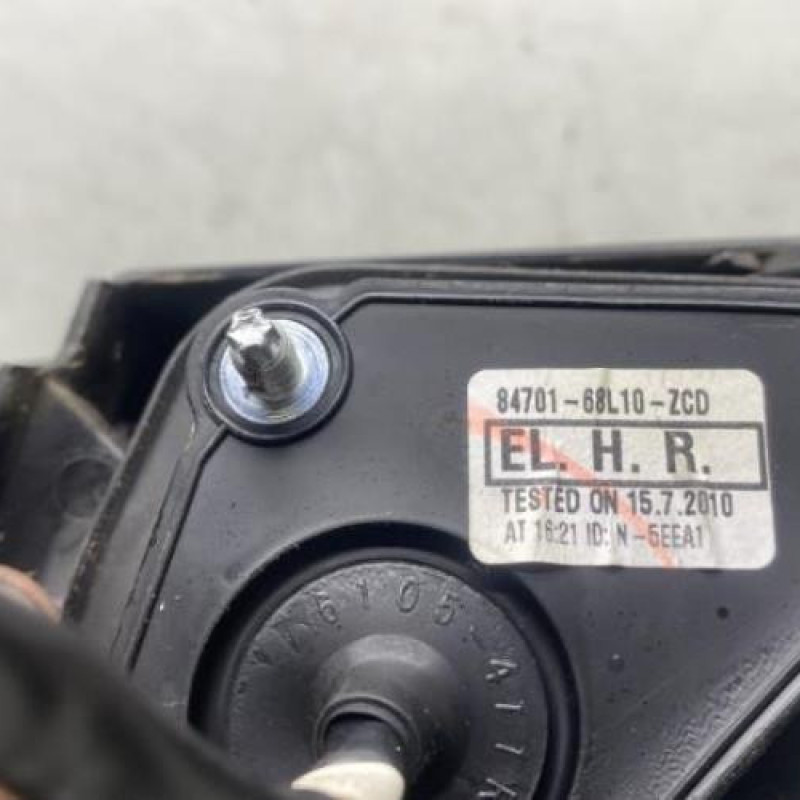 84701-68L10-ZCD
EL. H. R.
TESTED ON 15.7.2010
AT 16:21 ID: N-5EEA1